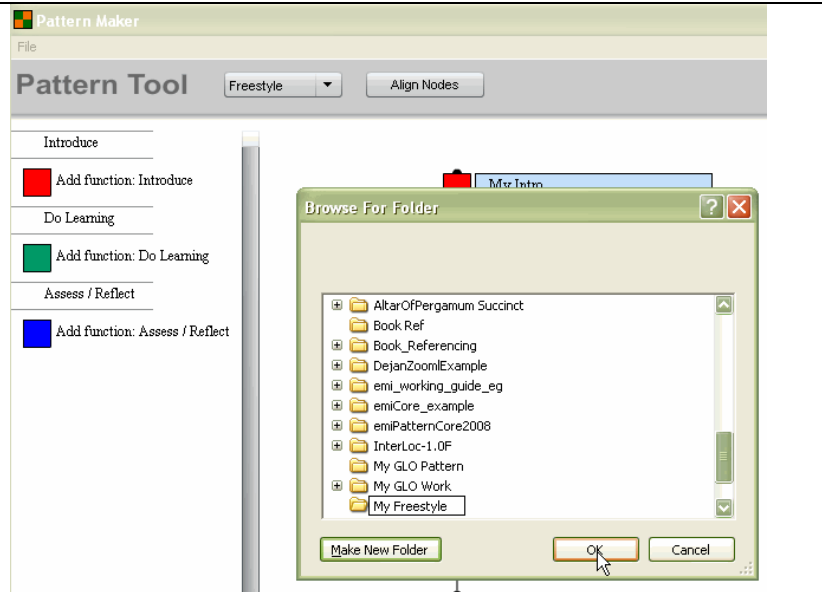 Pattern Maker
File
Pattern Tool Freestyle Align Nodes
Introduce
Add function: Introduce
Do Learning
Add function: Do Learning
Assess / Reflect
Add function: Assess / Reflect
My Intro
Browse For Folder
AltarOfPergamum Succinct
Book Ref
Book_Referencing
DejanZoomlExample
emi_working_guide_eg
emiCore_example
emiPatternCore2008
InterLoc-1.0F
My GLO Pattern
My GLO Work
My Freestyle
Make New Folder OK Cancel